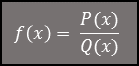 f(x) = P(x) / Q(x)